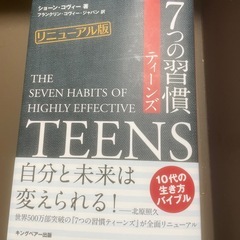 ショーン・コヴィー 著
フランクリン・コヴィー・ジャパン 訳
リニューアル版
7つの習慣
ティーンズ
THE
SEVEN HABITS OF
HIGHLY EFFECTIVE
TEENS
自分と未来は
変えられる!
―北原照久
10代の
生き方
バイブル
世界500万部突破の『7つの習慣ティーンズ』が全面リニューアル
キングベアー出版